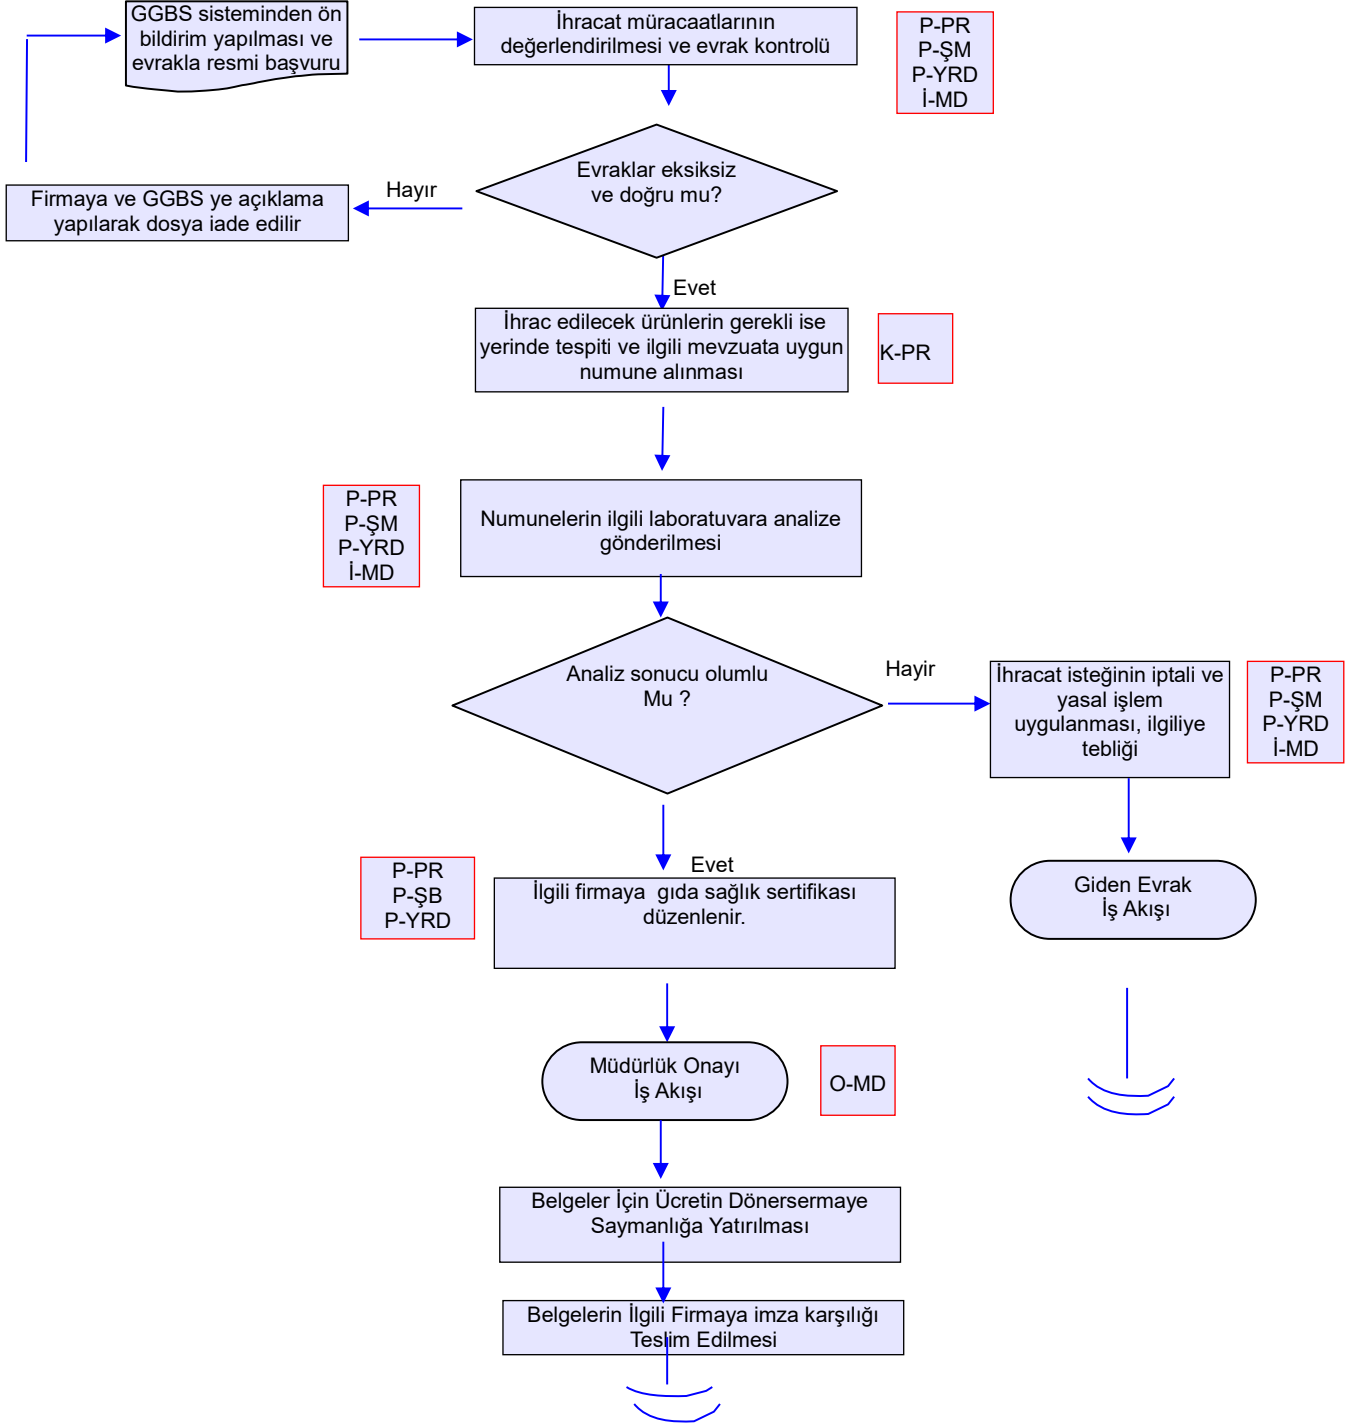 GGBS sisteminden ön
bildirim yapılması ve
evrakla resmi başvuru
İhracat müracaatlarının
değerlendirilmesi ve evrak kontrolü
P-PR
P-ŞM
P-YRD
İ-MD
Evraklar eksiksiz
ve doğru mu?
Hayır
Firmaya ve GGBS ye açıklama
yapılarak dosya iade edilir
Evet
İhrac edilecek ürünlerin gerekli ise
yerinde tespiti ve ilgili mevzuata uygun
numune alınması
K-PR
P-PR
P-ŞM
P-YRD
İ-MD
Numunelerin ilgili laboratuvara analize
gönderilmesi
Analiz sonucu olumlu
Mu ?
Hayir
İhracat isteğinin iptali ve
yasal işlem
uygulanması, ilgiliye
tebliği
P-PR
P-ŞM
P-YRD
İ-MD
Evet
P-PR
P-ŞB
P-YRD
İlgili firmaya  gıda sağlık sertifikası
düzenlenir.
Giden Evrak
İş Akışı
Müdürlük Onayı
İş Akışı
O-MD
Belgeler İçin Ücretin Dönersermaye
Saymanlığa Yatırılması
Belgelerin İlgili Firmaya imza karşılığı
Teslim Edilmesi